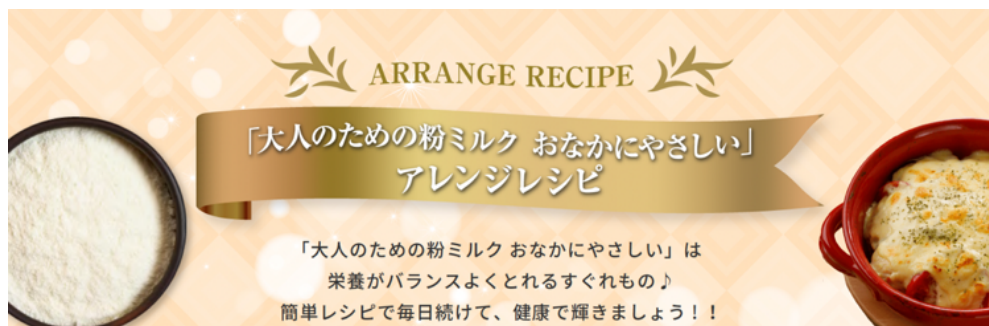 ARRANGE RECIPE
「大人のための粉ミルク おなかにやさしい」
アレンジレシピ
「大人のための粉ミルク おなかにやさしい」は
栄養がバランスよくとれるすぐれもの♪
簡単レシピで毎日続けて、健康で輝きましょう！！